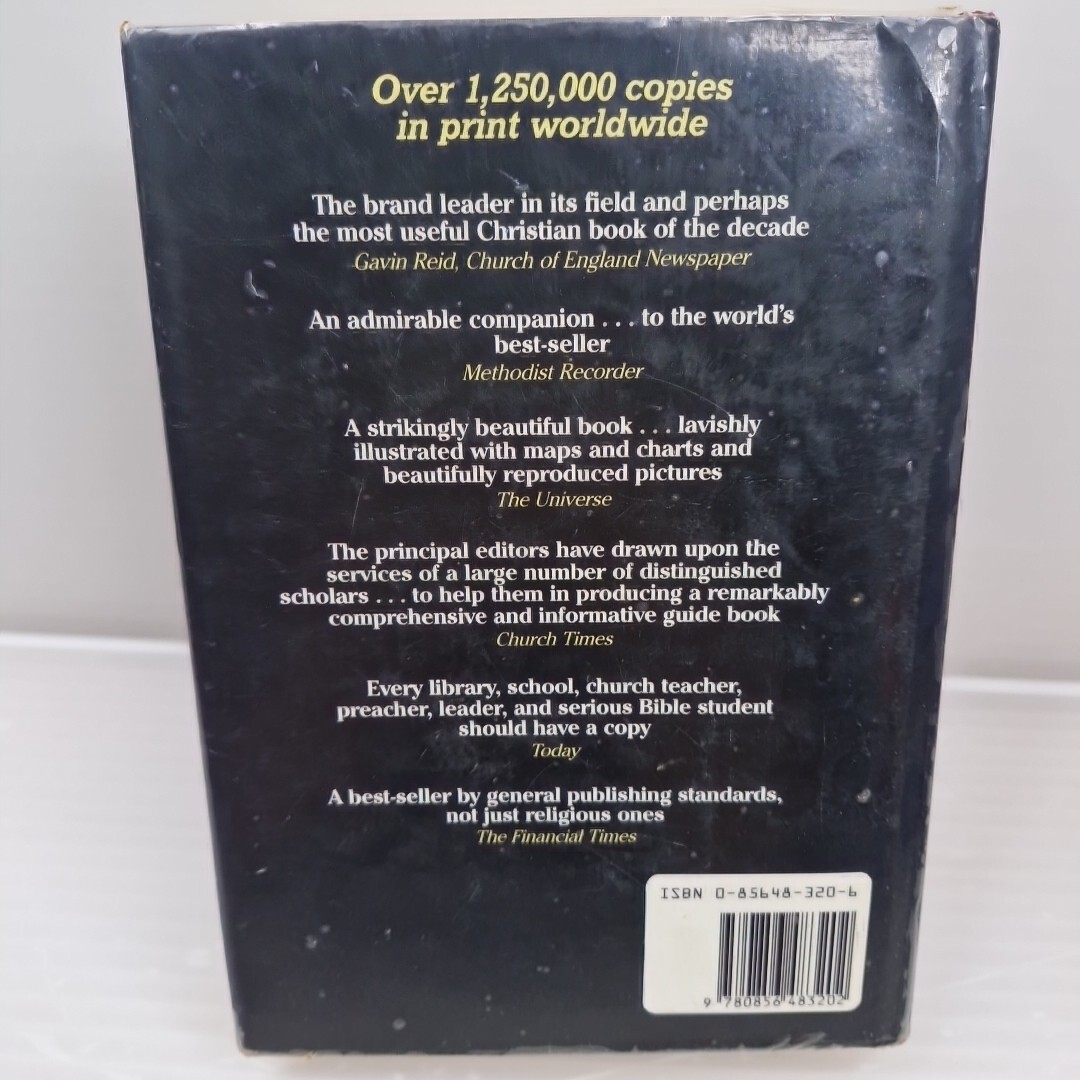 Over 1,250,000 copies
in print worldwide
The brand leader in its field and perhaps
the most useful Christian book of the decade
Gavin Reid, Church of England Newspaper
An admirable companion . . . to the world's
best-seller
Methodist Recorder
A strikingly beautiful book . . . lavishly
illustrated with maps and charts and
beautifully reproduced pictures
The Universe
The principal editors have drawn upon the
services of a large number of distinguished
scholars . . . to help them in producing a remarkably
comprehensive and informative guide book
Church Times
Every library, school, church teacher,
preacher, leader, and serious Bible student
should have a copy
Today
A best-seller by general publishing standards,
not just religious ones
The Financial Times
ISBN 0-85648-320-6
9 780856 483202